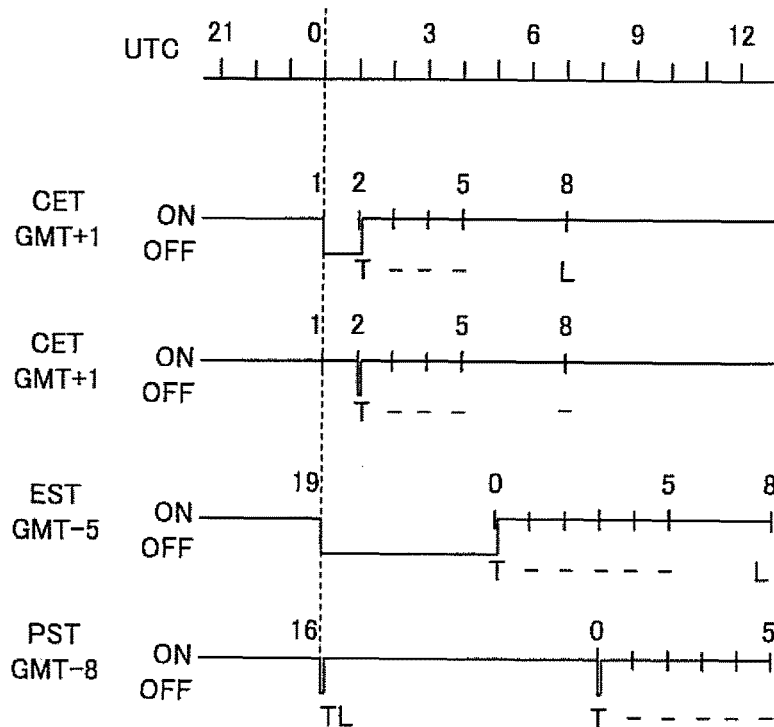 UTC 21 0 3 6 9 12
1 2 5 8
CET
GMT+1
ON
OFF
T - - - L
1 2 5 8
CET
GMT+1
ON
OFF
T - - - -
19 0 5 8
EST
GMT-5
ON
OFF
T - - - - - L
16 0 5
PST
GMT-8
ON
OFF
TL T - - - - -